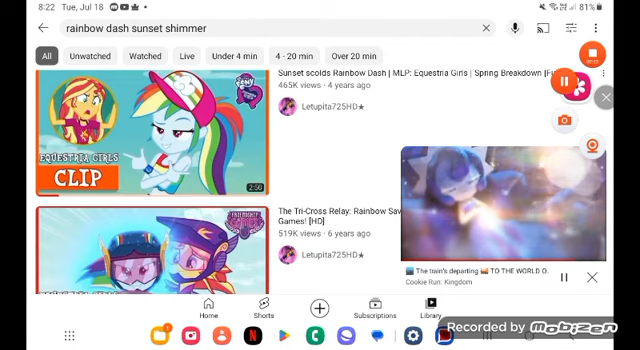 8:22 Tue, Jul 18
81%
rainbow dash sunset shimmer
All
Unwatched
Watched
Live
Under 4 min
4 - 20 min
Over 20 min
Sunset scolds Rainbow Dash | MLP: Equestria Girls | Spring Breakdown
465K views · 4 years ago
Letupita725HD★
EQUESTRIA GIRLS
CLIP
2:50
The Tri-Cross Relay: Rainbow Sav
Games! [HD]
519K views · 6 years ago
Letupita725HD★
The train's departing 🚂 TO THE WORLD O.
Cookie Run: Kingdom
Home
Shorts
Subscriptions
Library
Recorded by Mobizen